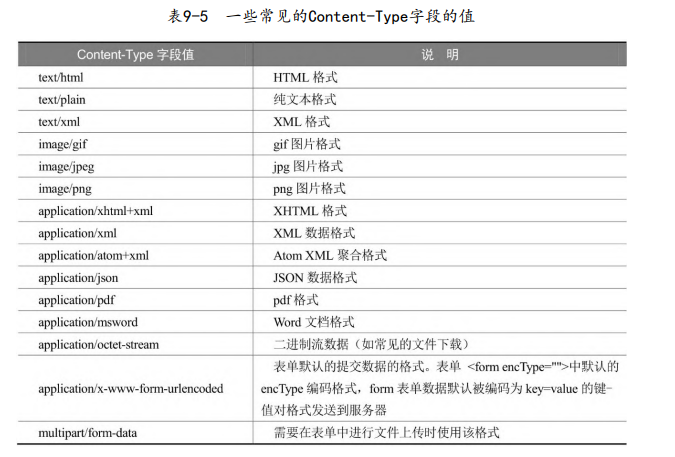 表9-5 一些常见的Content-Type字段的值
Content-Type 字段值 说 明
text/html HTML 格式
text/plain 纯文本格式
text/xml XML 格式
image/gif gif 图片格式
image/jpeg jpg 图片格式
image/png png 图片格式
application/xhtml+xml XHTML 格式
application/xml XML 数据格式
application/atom+xml Atom XML 聚合格式
application/json JSON 数据格式
application/pdf pdf 格式
application/msword Word 文档格式
application/octet-stream 二进制流数据（如常见的文件下载）
表单默认的提交数据的格式。表单 <form encType="">中默认的
application/x-www-form-urlencoded encType 编码格式，form 表单数据默认被编码为 key=value 的键-
值对格式发送到服务器
multipart/form-data 需要在表单中进行文件上传时使用该格式